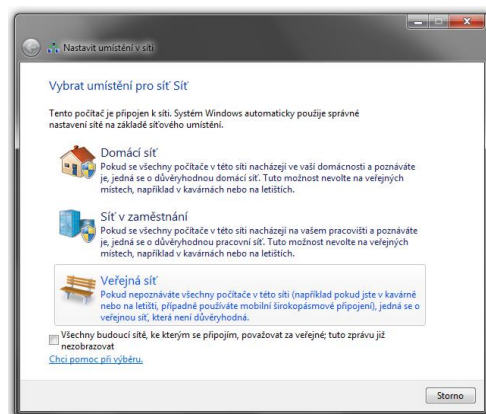 Nastavit umístění v síti
Vybrat umístění pro síť Síť
Tento počítač je připojen k síti. Systém Windows automaticky použije správné
nastavení sítě na základě síťového umístění.
Domácí síť
Pokud se všechny počítače v této síti nacházejí ve vaší domácnosti a poznáváte
je, jedná se o důvěryhodnou domácí síť. Tuto možnost nevolte na veřejných
místech, například v kavárnách nebo na letištích.
Síť v zaměstnání
Pokud se všechny počítače v této síti nacházejí na vašem pracovišti a poznáváte
je, jedná se o důvěryhodnou pracovní síť. Tuto možnost nevolte na veřejných
místech, například v kavárnách nebo na letištích.
Veřejná síť
Pokud nepoznáváte všechny počítače v této síti (například pokud jste v kavárně
nebo na letišti, případně používáte mobilní širokopásmové připojení), jedná se o
veřejnou síť, která není důvěryhodná.
Všechny budoucí sítě, ke kterým se připojím, považovat za veřejné; tuto zprávu již
nezobrazovat
Chci pomoc při výběru.
Storno